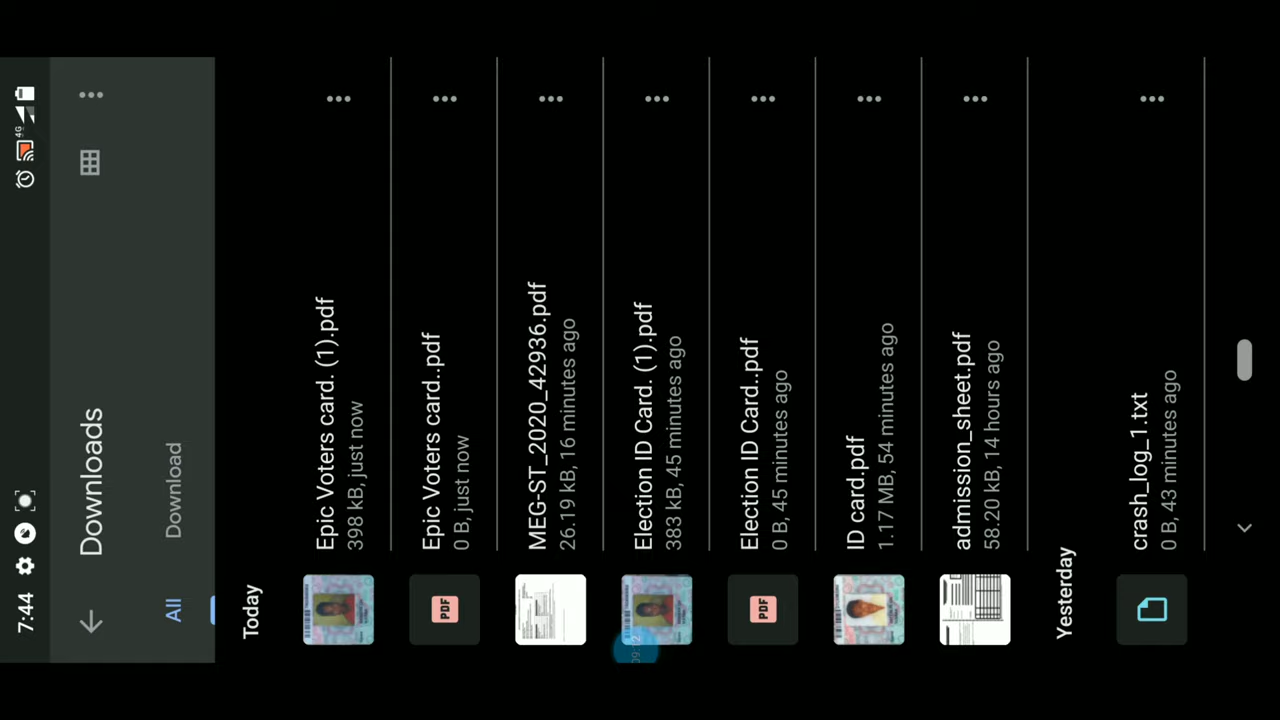 7:44
4G
Downloads
All
Download
Today
Epic Voters card. (1).pdf
398 kB, just now
PDF
Epic Voters card..pdf
0 B, just now
MEG-ST_2020_42936.pdf
26.19 kB, 16 minutes ago
Election ID Card. (1).pdf
383 kB, 45 minutes ago
09:12
PDF
Election ID Card..pdf
0 B, 45 minutes ago
ID card.pdf
1.17 MB, 54 minutes ago
admission_sheet.pdf
58.20 kB, 14 hours ago
Yesterday
crash_log_1.txt
0 B, 43 minutes ago